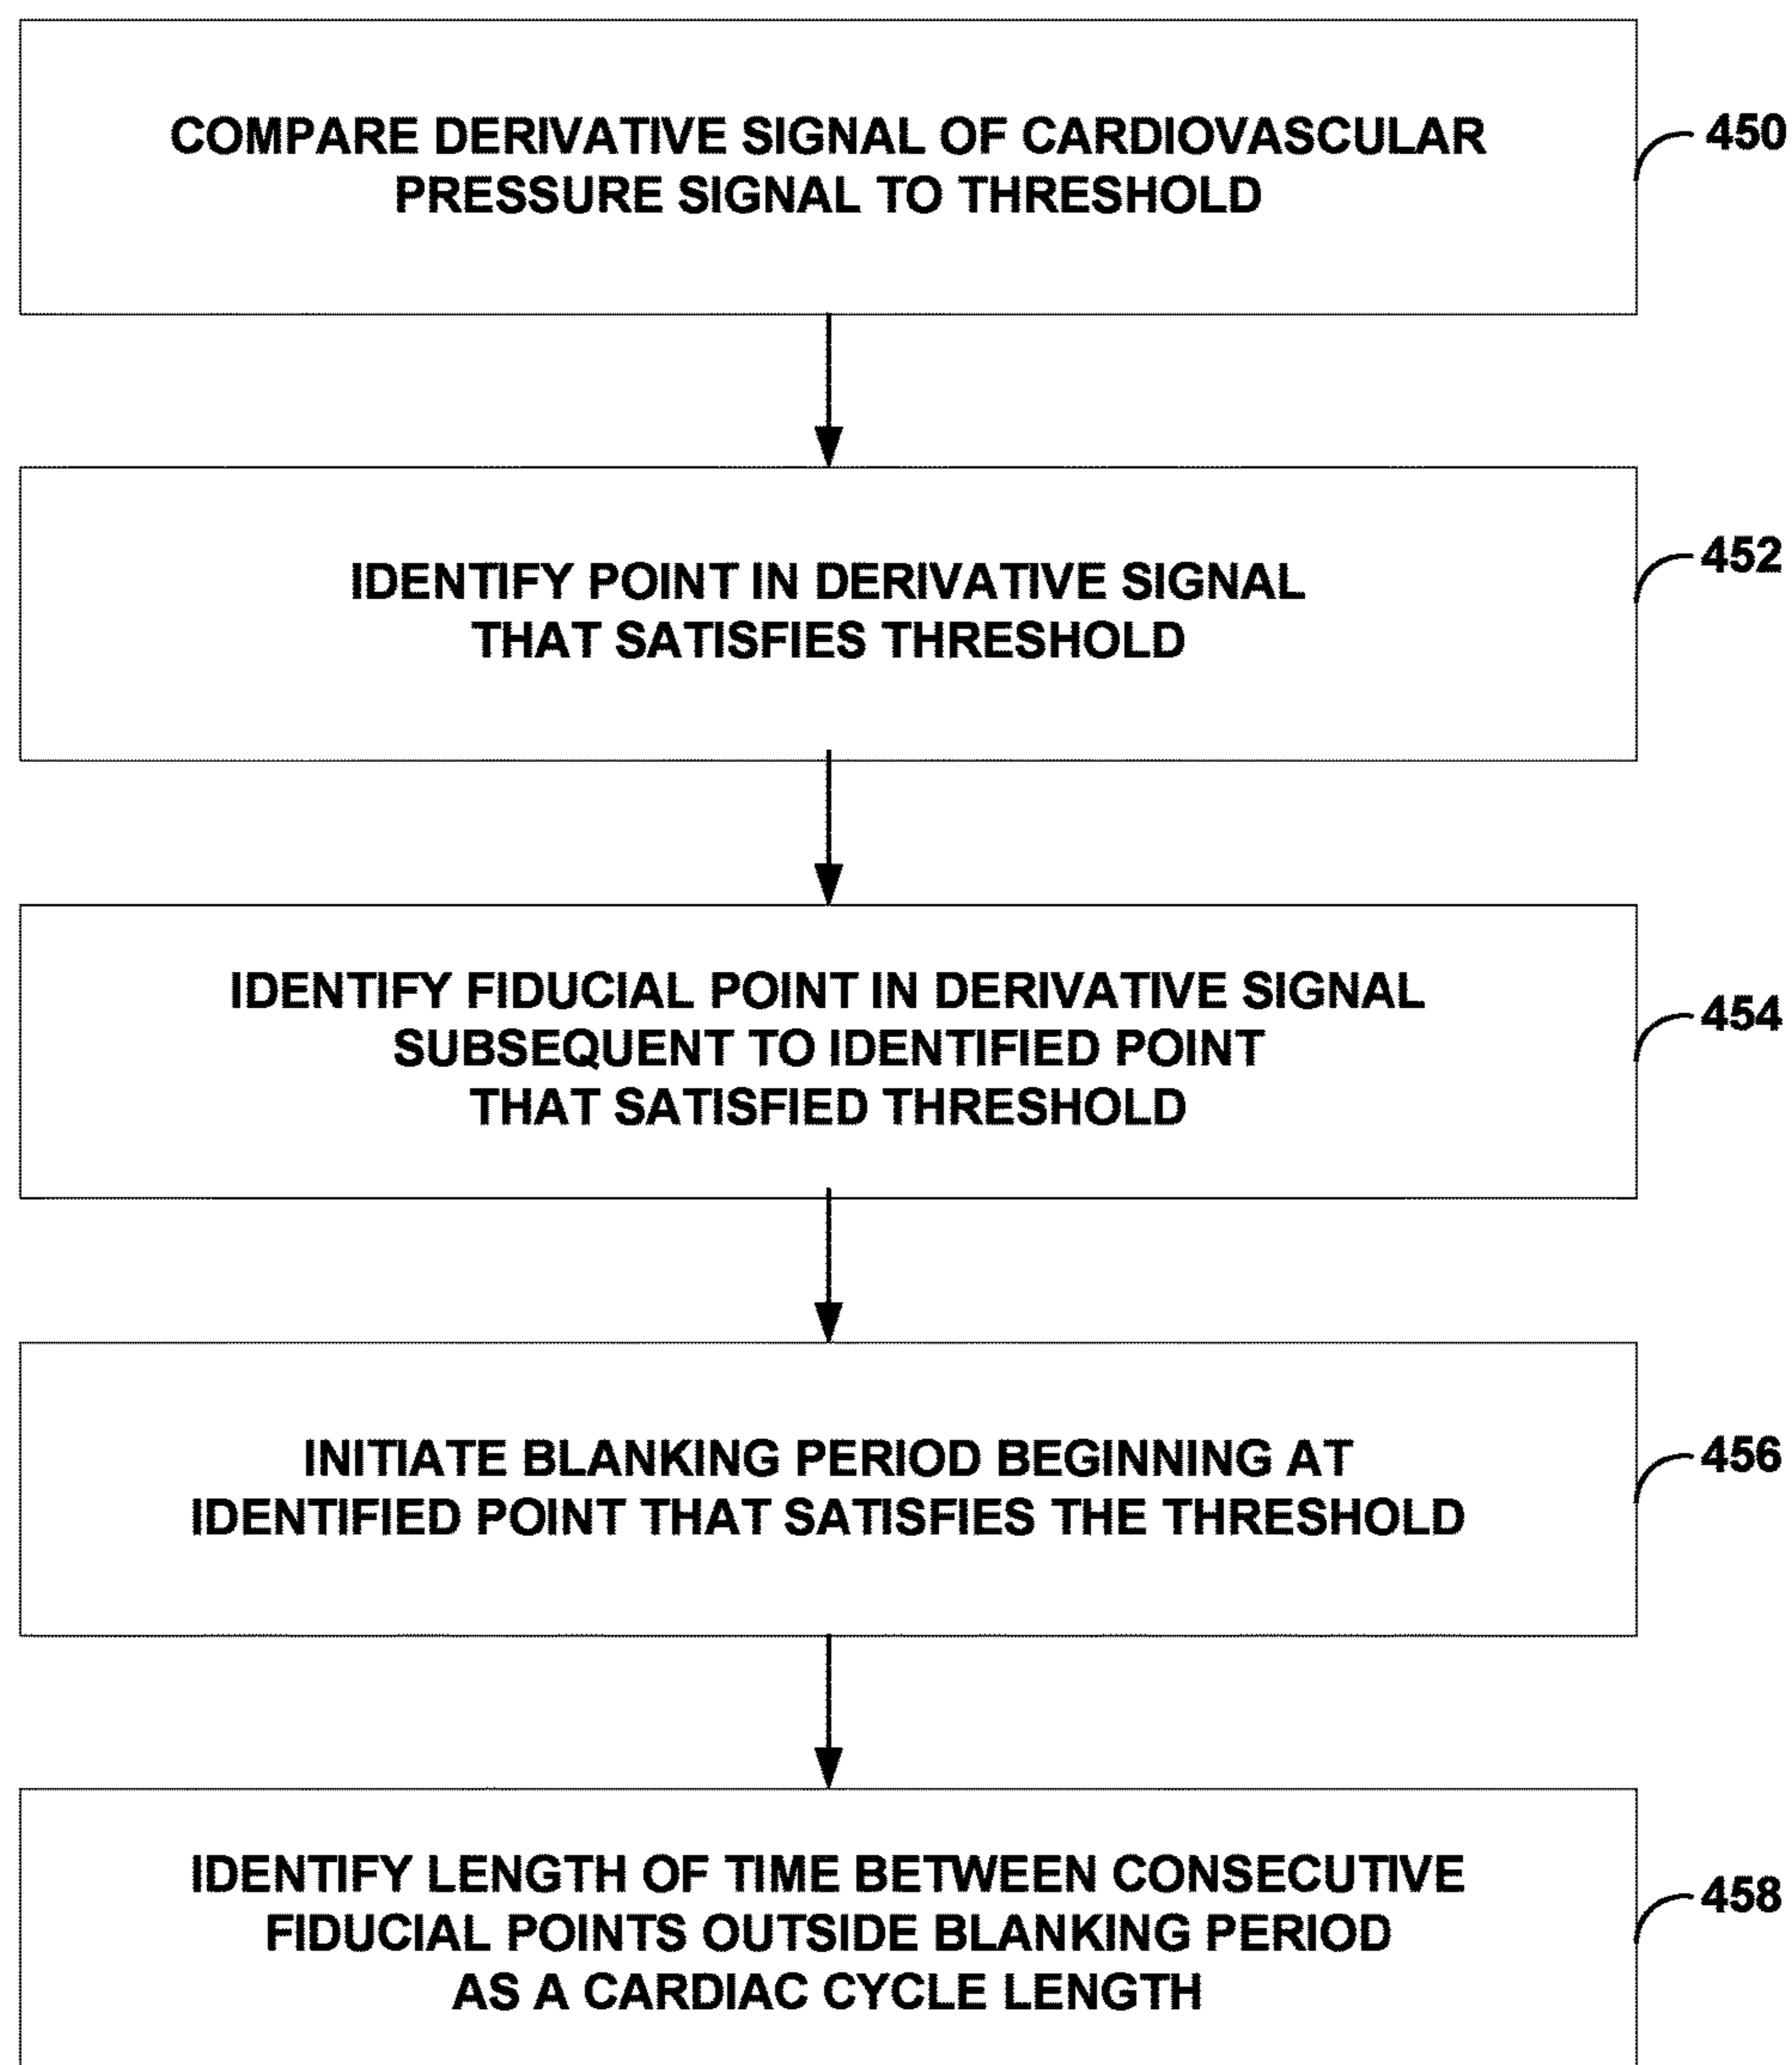 COMPARE DERIVATIVE SIGNAL OF CARDIOVASCULAR
PRESSURE SIGNAL TO THRESHOLD
450
IDENTIFY POINT IN DERIVATIVE SIGNAL
THAT SATISFIES THRESHOLD
452
IDENTIFY FIDUCIAL POINT IN DERIVATIVE SIGNAL
SUBSEQUENT TO IDENTIFIED POINT
THAT SATISFIED THRESHOLD
454
INITIATE BLANKING PERIOD BEGINNING AT
IDENTIFIED POINT THAT SATISFIES THE THRESHOLD
456
IDENTIFY LENGTH OF TIME BETWEEN CONSECUTIVE
FIDUCIAL POINTS OUTSIDE BLANKING PERIOD
AS A CARDIAC CYCLE LENGTH
458